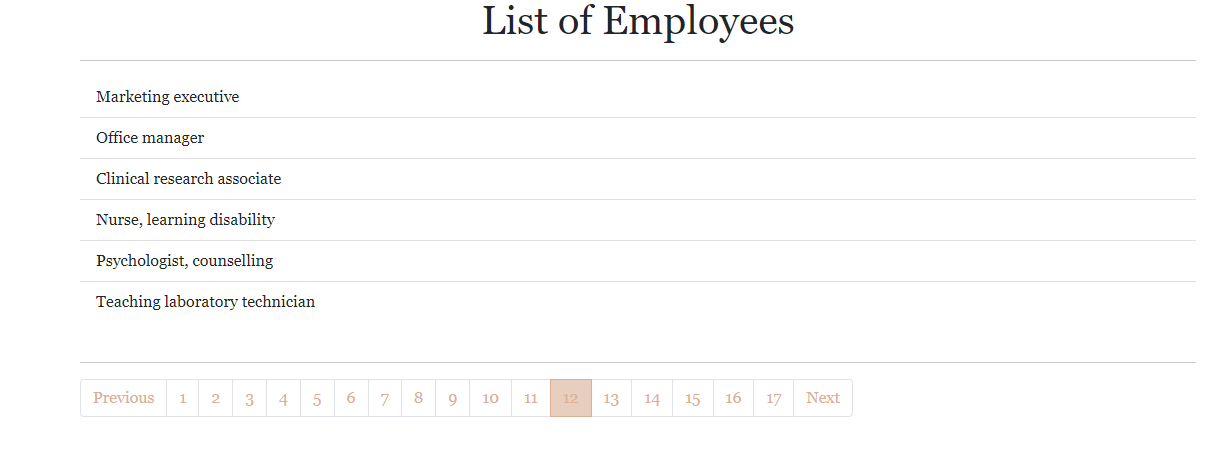 List of Employees
Marketing executive
Office manager
Clinical research associate
Nurse, learning disability
Psychologist, counselling
Teaching laboratory technician
Previous 1 2 3 4 5 6 7 8 9 10 11 12 13 14 15 16 17 Next